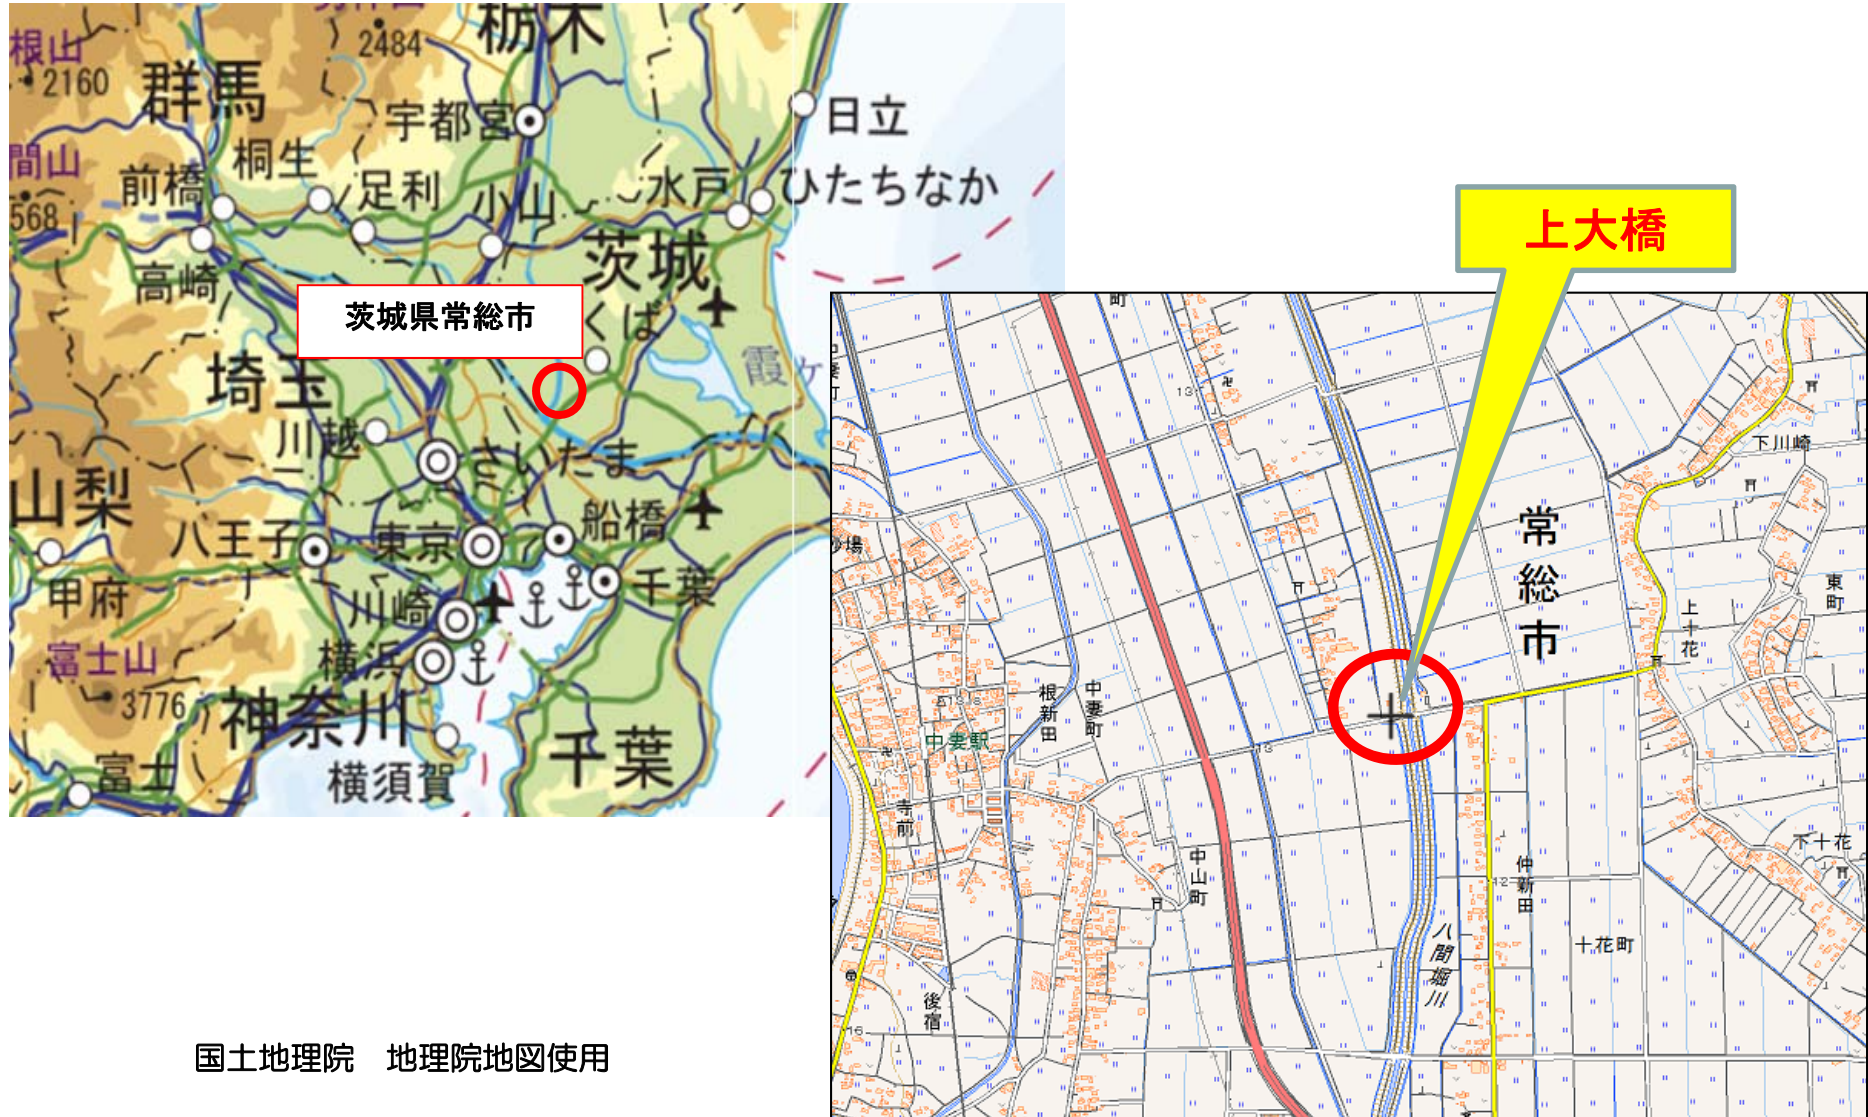 栃木
2484
根山
2160
群馬
宇都宮
日立
間山
桐生
前橋
足利
小山
水戸
ひたちなか
568
茨城
高崎
茨城県常総市
くば
霞ヶ
埼玉
川越
さいたま
山梨
八王子
東京
船橋
甲府
川崎
千葉
富士山
横浜
3776
神奈川
千葉
富士
横須賀
上大橋
町
13
下川崎
常総市
沙場
東町
上十花
根新田
中妻町
中妻駅
13
寺前
中山町
下十花
12
仲新田
十花町
八間堀川
後宿
16
国土地理院 地理院地図使用